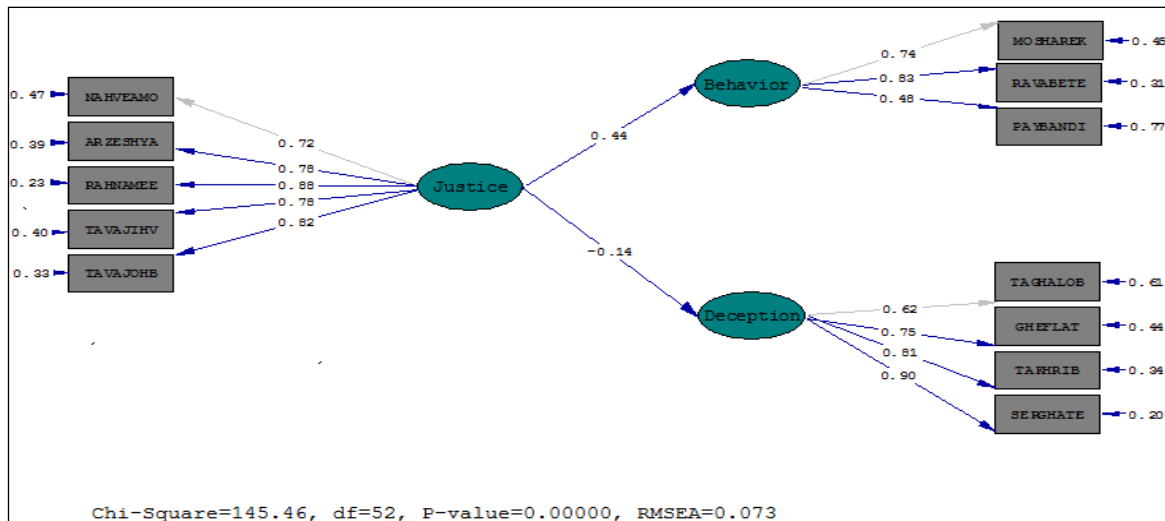 0.47 NAHVEAMO
0.39 ARZESHYA
0.23 RAHNAMEE
0.40 TAVAJIHV
0.33 TAVAJOHB
0.72
0.78
0.88
0.78
0.82
Justice
0.44
-0.14
Behavior
0.74
0.83
0.48
MOSHAREK 0.45
RAVABETE 0.31
PAYBANDI 0.77
Deception
0.62
0.75
0.81
0.90
TAGHALOB 0.61
GHEFLAT 0.44
TAKHRIB 0.34
SERGHATE 0.20
Chi-Square=145.46, df=52, P-value=0.00000, RMSEA=0.073